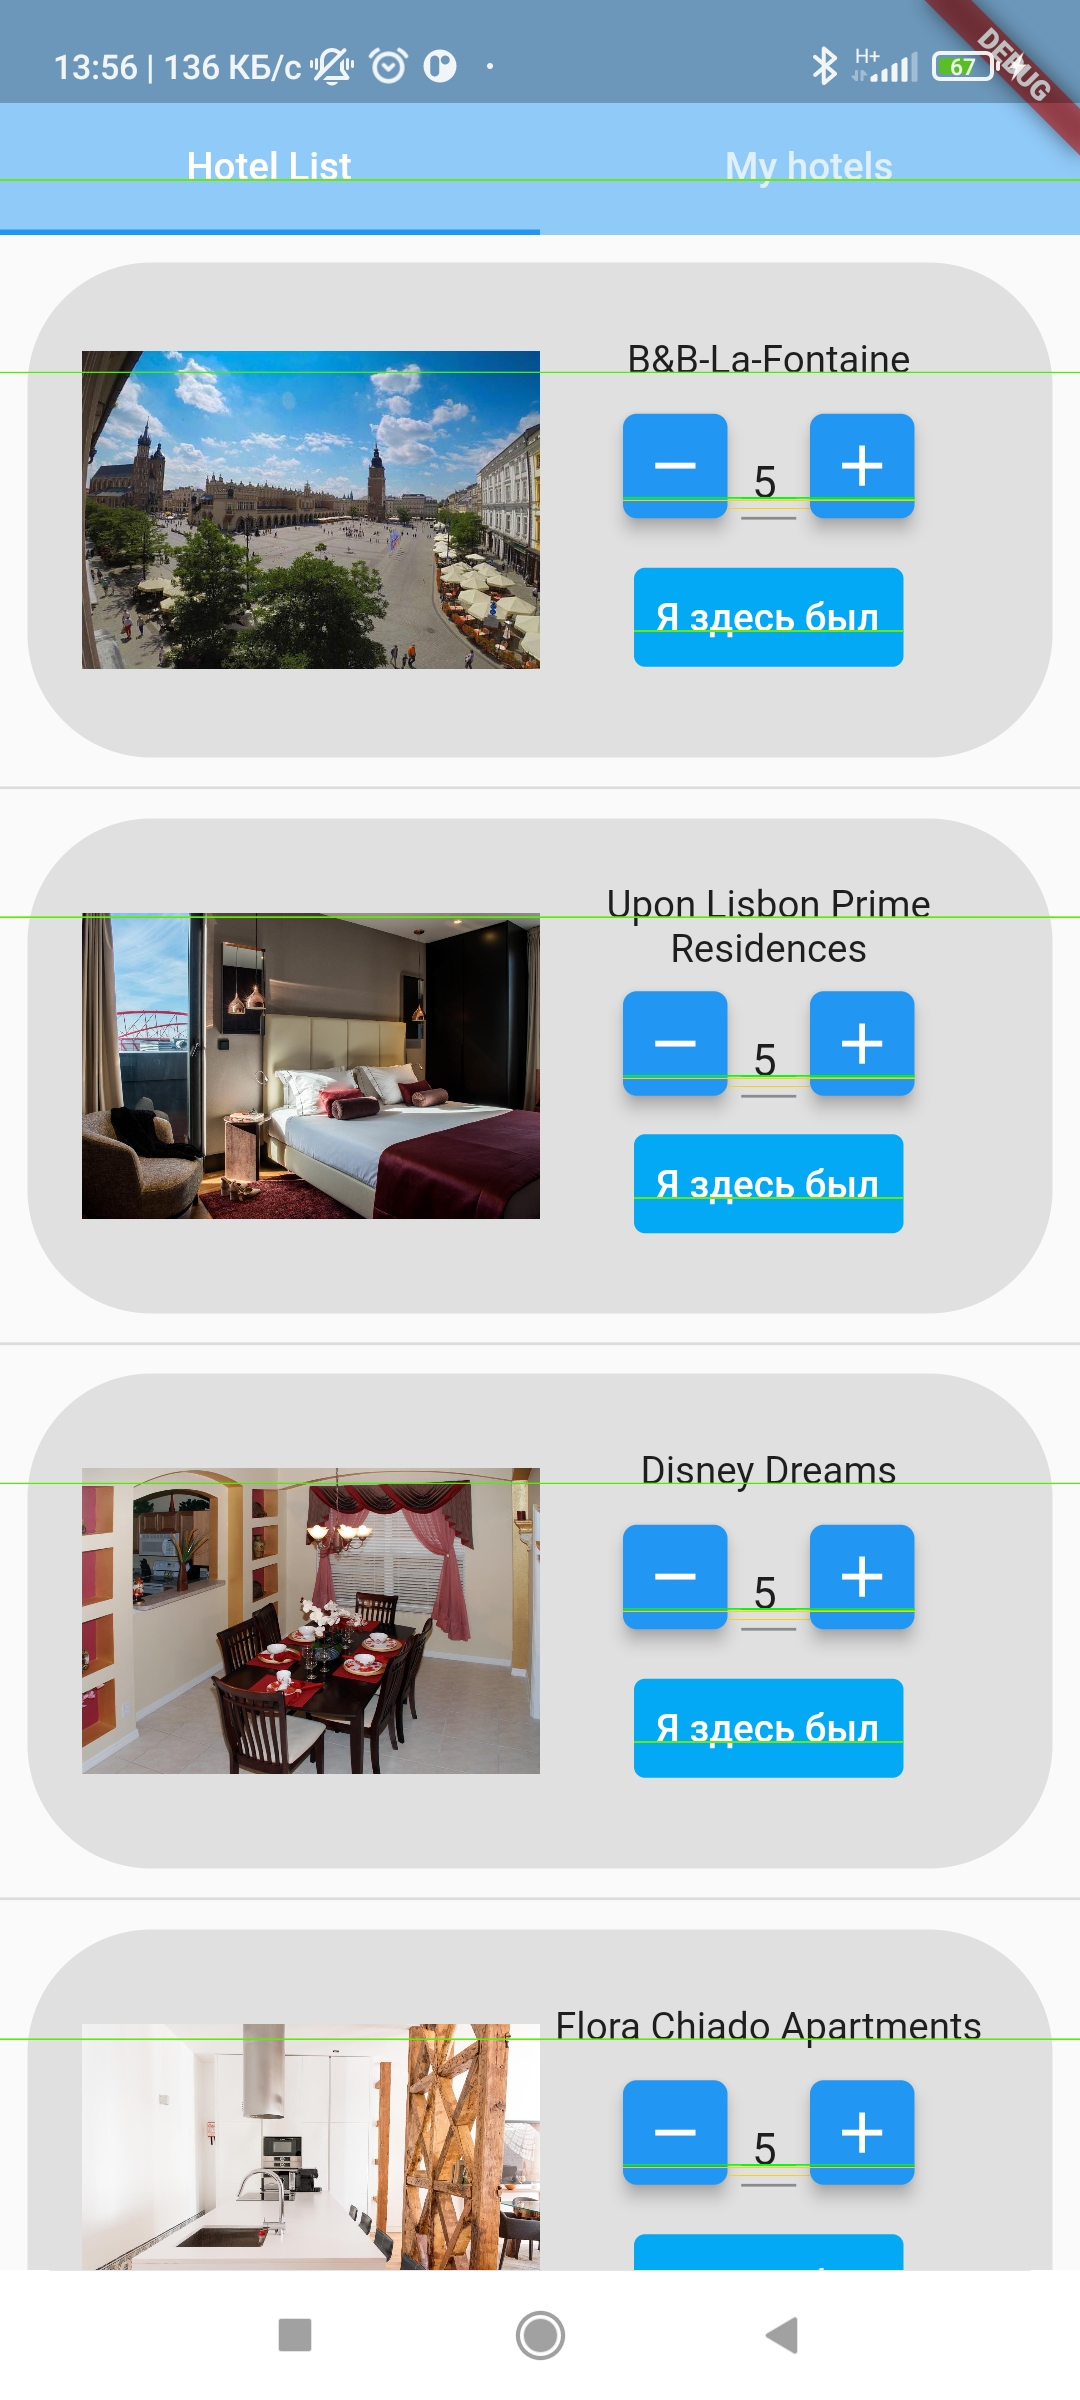 13:56 | 136 КБ/с
H+
67
DEBUG
Hotel List
My hotels
B&B-La-Fontaine
5
Я здесь был
Upon Lisbon Prime
Residences
5
Я здесь был
Disney Dreams
5
Я здесь был
Flora Chiado Apartments
5